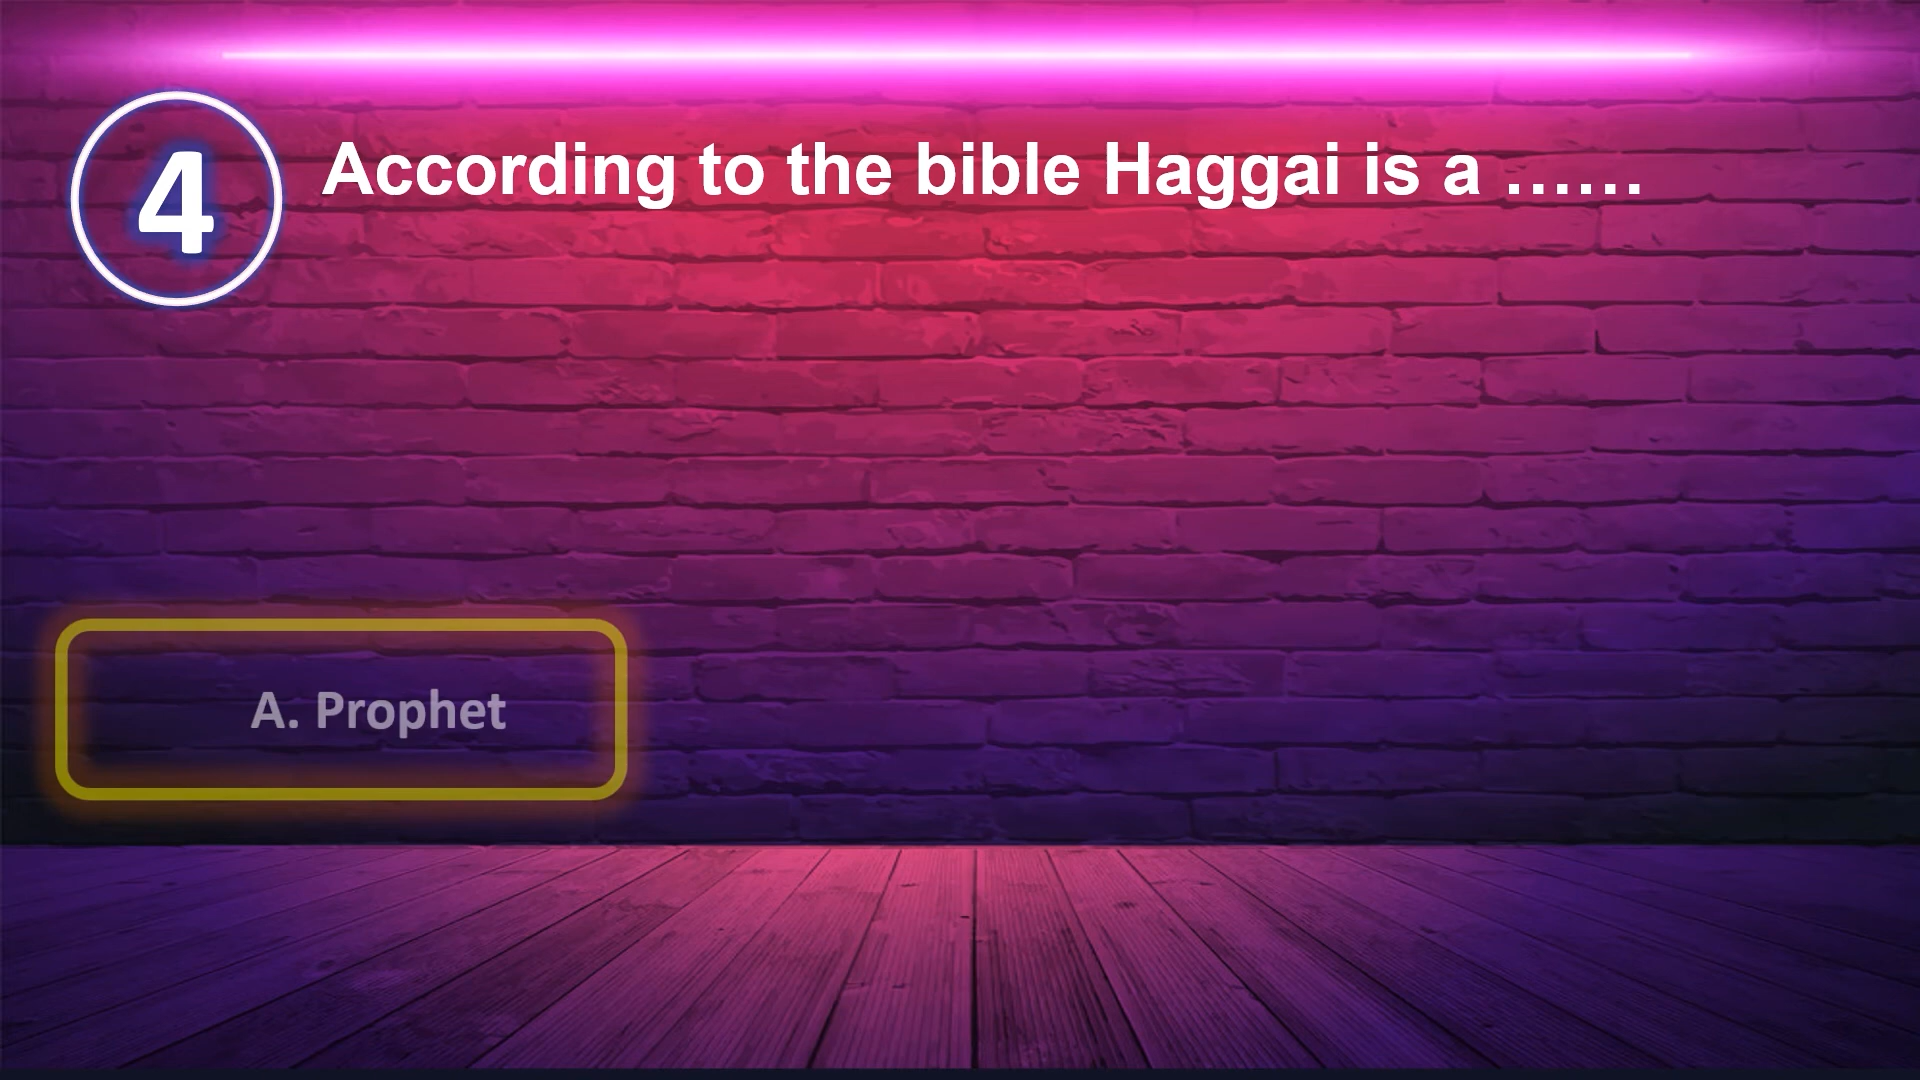 4
According to the bible Haggai is a ......
A. Prophet